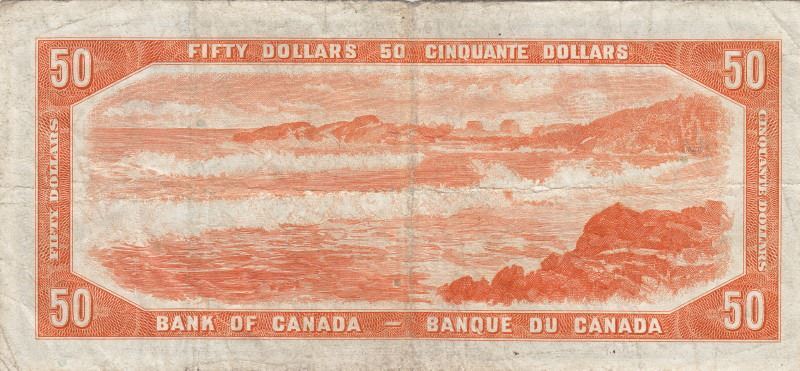 50 FIFTY DOLLARS 50 CINQUANTE DOLLARS 50
FIFTY DOLLARS
CINQUANTE DOLLARS
50 BANK OF CANADA — BANQUE DU CANADA 50